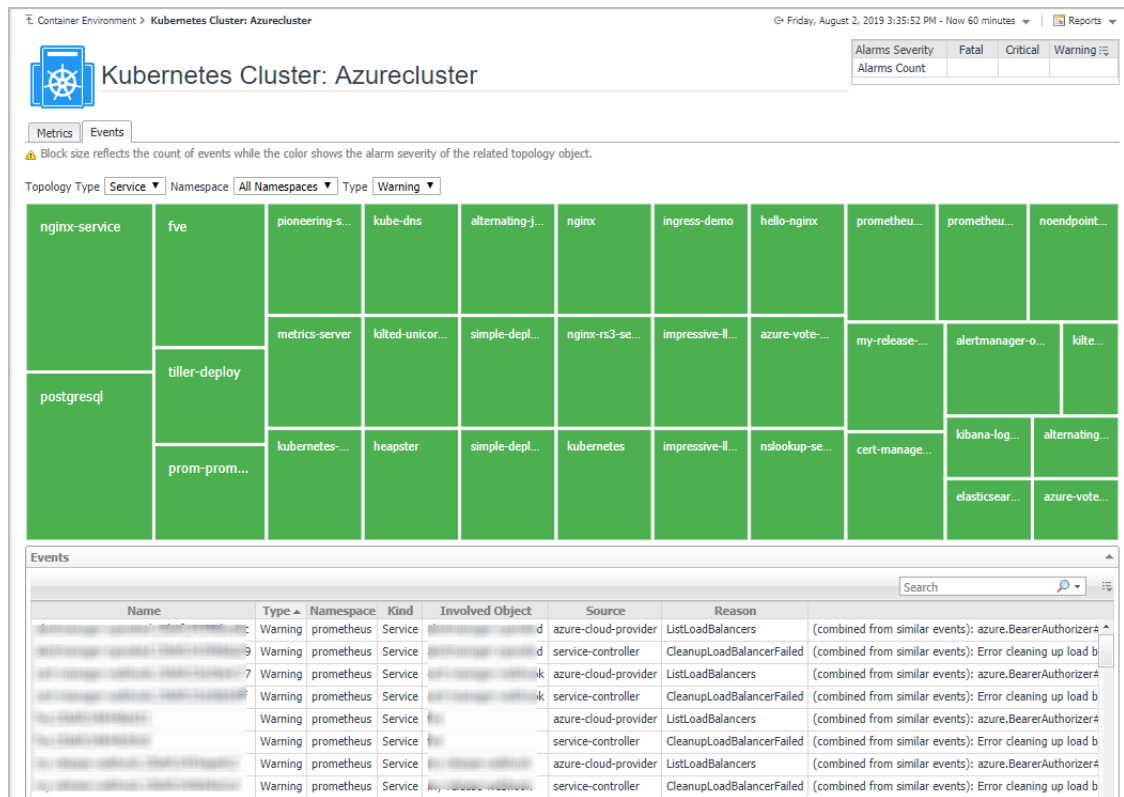 Container Environment > Kubernetes Cluster: Azurecluster
Friday, August 2, 2019 3:35:52 PM - Now 60 minutes
Reports
Kubernetes Cluster: Azurecluster
Alarms Severity Fatal Critical Warning
Alarms Count
Metrics Events
Block size reflects the count of events while the color shows the alarm severity of the related topology object.
Topology Type Service Namespace All Namespaces Type Warning
nginx-service fve pioneering-s... kube-dns alternating-j... nginx ingress-demo hello-nginx prometheu... prometheu... noendpoint...
metrics-server kilted-unicor... simple-depl... nginx-rs3-se... impressive-ll... azure-vote-... my-release-... alertmanager-o... kilte...
tiller-deploy
postgresql
kibana-log... alternating...
kubernetes-... heapster simple-depl... kubernetes impressive-ll... nslookup-se... cert-manage...
prom-prom...
elasticsear... azure-vote...
Events
Search
Name Type Namespace Kind Involved Object Source Reason
Warning prometheus Service d azure-cloud-provider ListLoadBalancers (combined from similar events): azure.BearerAuthorizer#
9 Warning prometheus Service d service-controller CleanupLoadBalancerFailed (combined from similar events): Error cleaning up load b
7 Warning prometheus Service k azure-cloud-provider ListLoadBalancers (combined from similar events): azure.BearerAuthorizer#
Warning prometheus Service k service-controller CleanupLoadBalancerFailed (combined from similar events): Error cleaning up load b
Warning prometheus Service azure-cloud-provider ListLoadBalancers (combined from similar events): azure.BearerAuthorizer#
Warning prometheus Service service-controller CleanupLoadBalancerFailed (combined from similar events): Error cleaning up load b
Warning prometheus Service azure-cloud-provider ListLoadBalancers (combined from similar events): azure.BearerAuthorizer#
Warning prometheus Service service-controller CleanupLoadBalancerFailed (combined from similar events): Error cleaning up load b